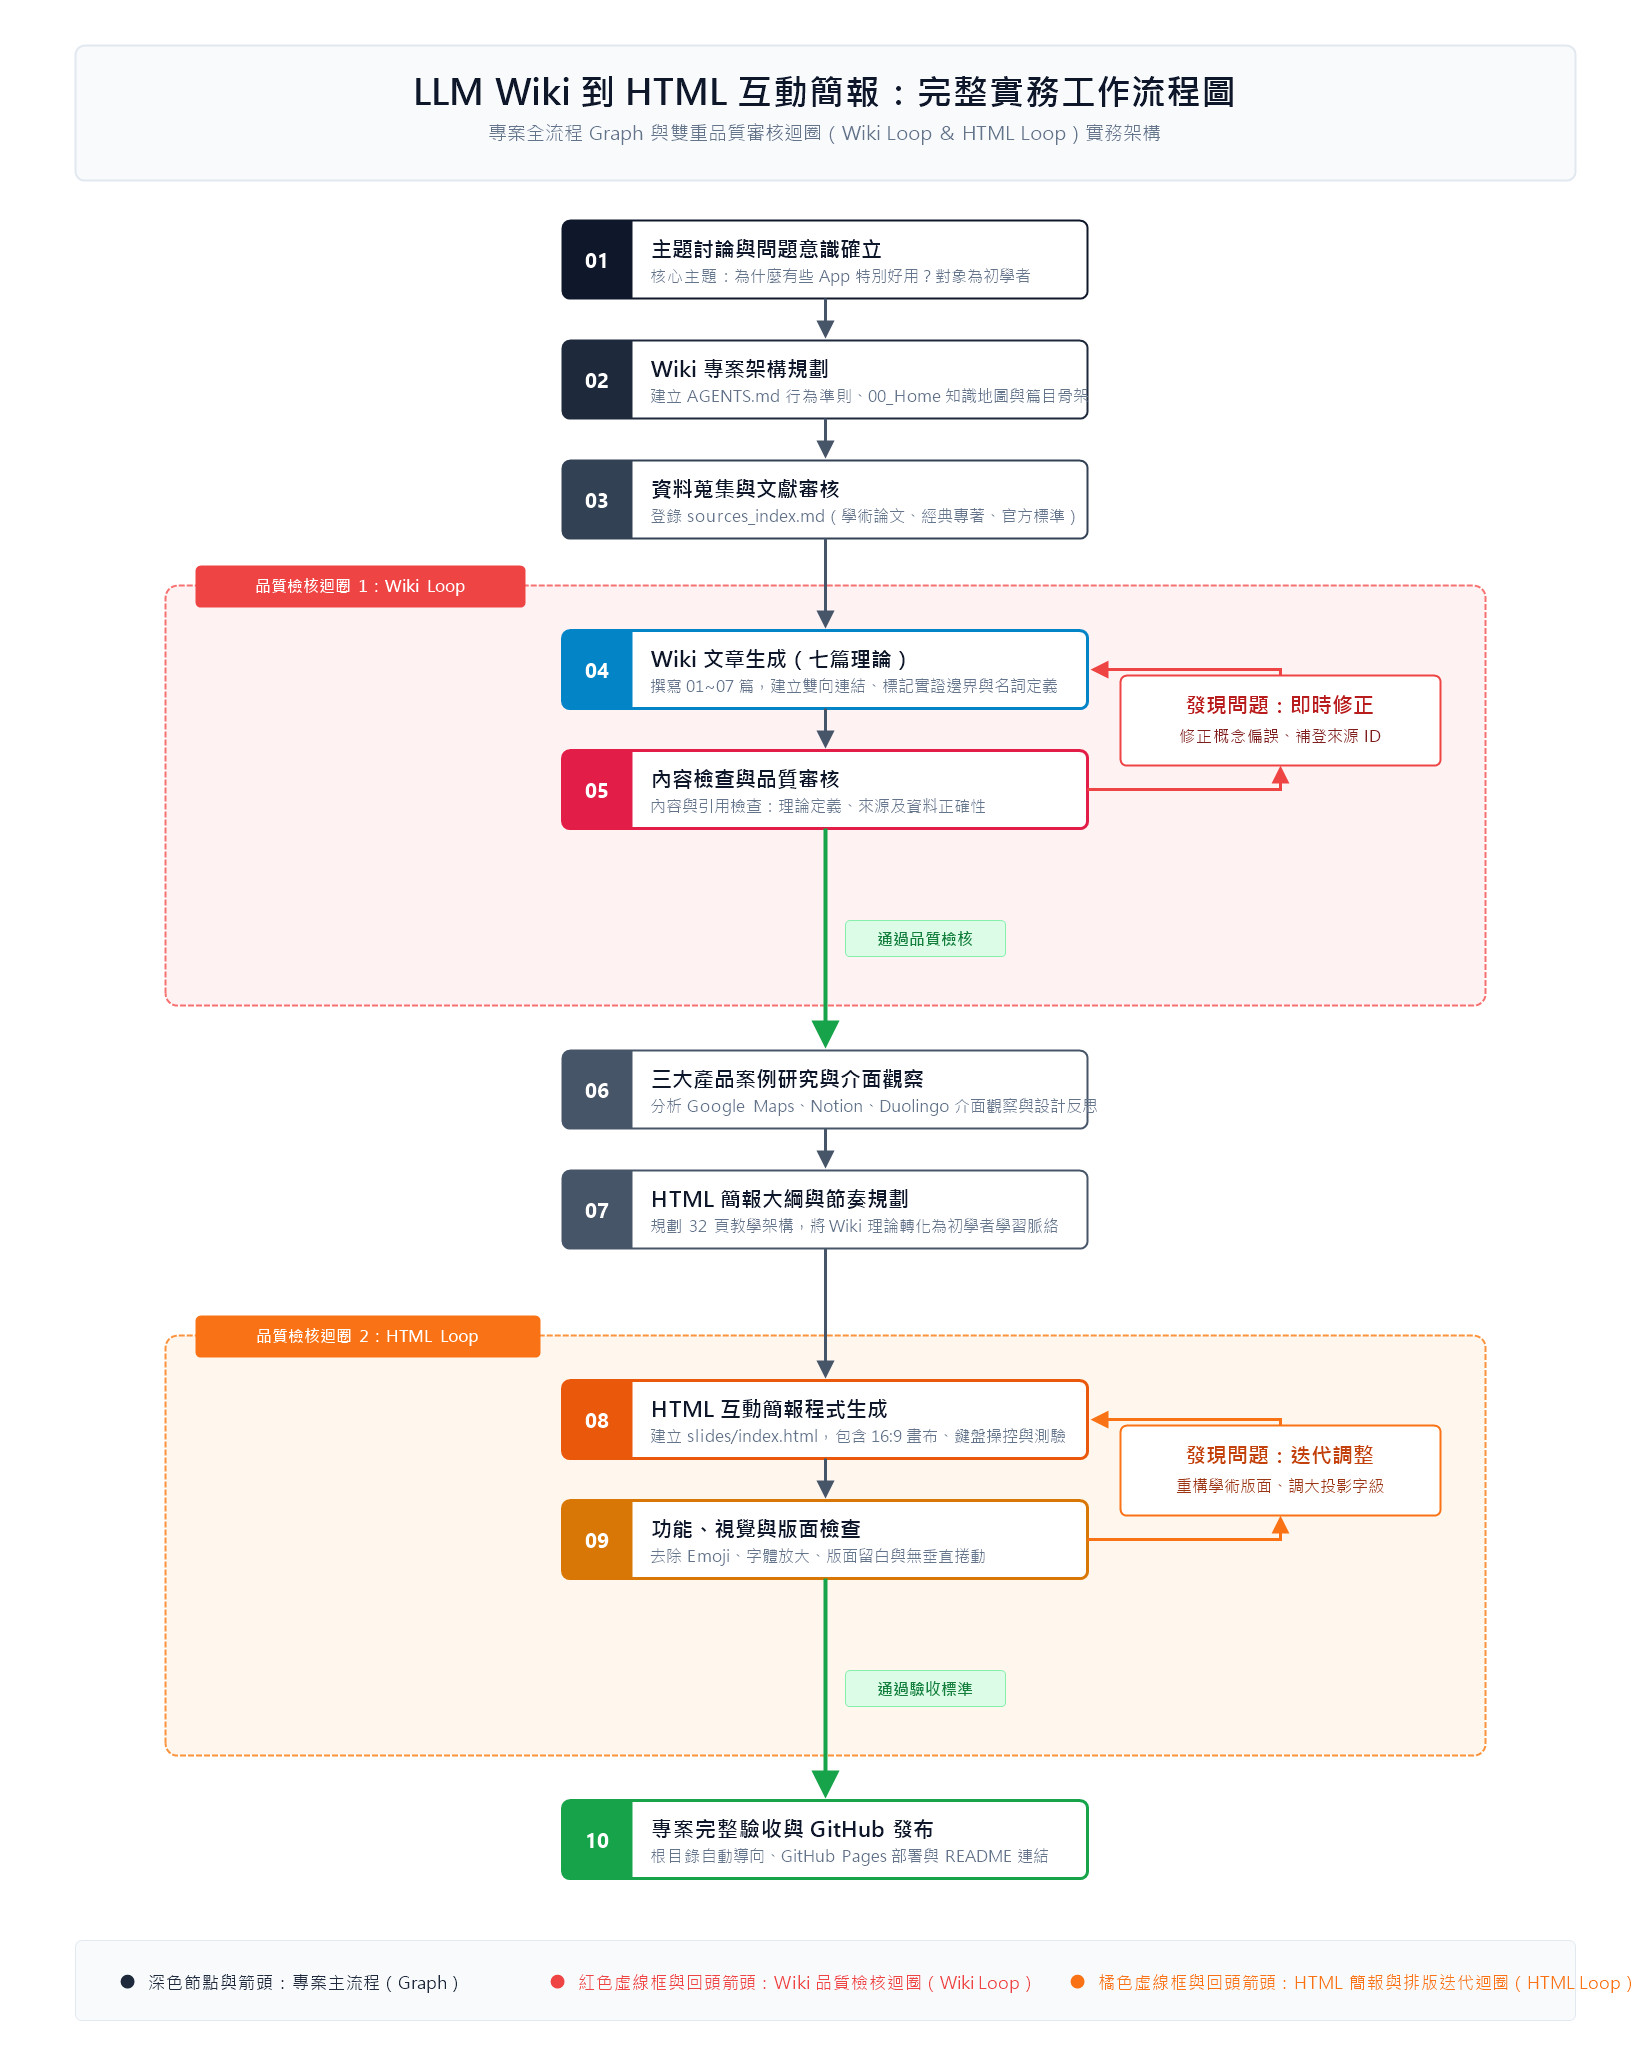 LLM Wiki 到 HTML 互動簡報：完整實務工作流程圖
專案全流程 Graph 與雙重品質審核迴圈 ( Wiki Loop & HTML Loop ) 實務架構
01
主題討論與問題意識確立
核心主題：為什麼有些 App 特別好用？對象為初學者
02
Wiki 專案架構規劃
建立 AGENTS.md 行為準則、00_Home 知識地圖與篇目骨架
03
資料蒐集與文獻審核
登錄 sources_index.md ( 學術論文、經典專著、官方標準 )
品質檢核迴圈 1：Wiki Loop
04
Wiki 文章生成 ( 七篇理論 )
撰寫 01~07 篇，建立雙向連結、標記實證邊界與名詞定義
發現問題：即時修正
修正概念偏誤、補登來源 ID
05
內容檢查與品質審核
內容與引用檢查：理論定義、來源及資料正確性
通過品質檢核
06
三大產品案例研究與介面觀察
分析 Google Maps、Notion、Duolingo 介面觀察與設計反思
07
HTML 簡報大綱與節奏規劃
規劃 32 頁教學架構，將 Wiki 理論轉化為初學者學習脈絡
品質檢核迴圈 2：HTML Loop
08
HTML 互動簡報程式生成
建立 slides/index.html，包含 16:9 畫布、鍵盤操控與測驗
發現問題：迭代調整
重構學術版面、調大投影字級
09
功能、視覺與版面檢查
去除 Emoji、字體放大、版面留白與無垂直捲動
通過驗收標準
10
專案完整驗收與 GitHub 發布
根目錄自動導向、GitHub Pages 部署與 README 連結
深色節點與箭頭：專案主流程 ( Graph )
紅色虛線框與回頭箭頭：Wiki 品質檢核迴圈 ( Wiki Loop )
橘色虛線框與回頭箭頭：HTML 簡報與排版迭代迴圈 ( HTML Loop )